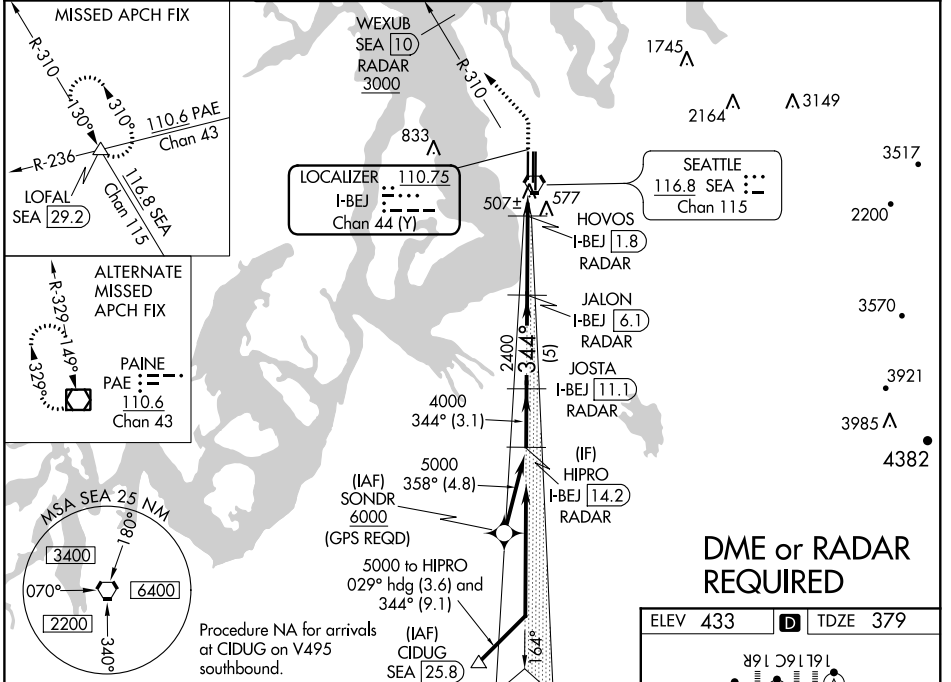 MISSED APCH FIX
R-310
130°
310°
110.6 PAE
Chan 43
R-236
LOFAL
SEA 29.2
116.8 SEA
Chan 115
ALTERNATE
MISSED
APCH FIX
R-329
149°
329°
PAINE
PAE
110.6
Chan 43
MSA SEA 25 NM
180°
3400
070°
6400
2200
340°
Procedure NA for arrivals
at CIDUG on V495
southbound.
WEXUB
SEA 10
RADAR
3000
R-310
833
LOCALIZER 110.75
I-BEJ
Chan 44 (Y)
507±
577
SEATTLE
116.8 SEA
Chan 115
1745
2164
3149
3517
2200
3570
3921
3985
4382
HOVOS
I-BEJ 1.8
RADAR
JALON
I-BEJ 6.1
RADAR
2400
344°
(5)
JOSTA
I-BEJ 11.1
RADAR
4000
344° (3.1)
(IF)
HIPRO
I-BEJ 14.2
RADAR
5000
358° (4.8)
(IAF)
SONDR
6000
(GPS REQD)
5000 to HIPRO
029° hdg (3.6) and
344° (9.1)
(IAF)
CIDUG
SEA 25.8
164°
DME or RADAR
REQUIRED
ELEV 433
D
TDZE 379
16R
16C
16L